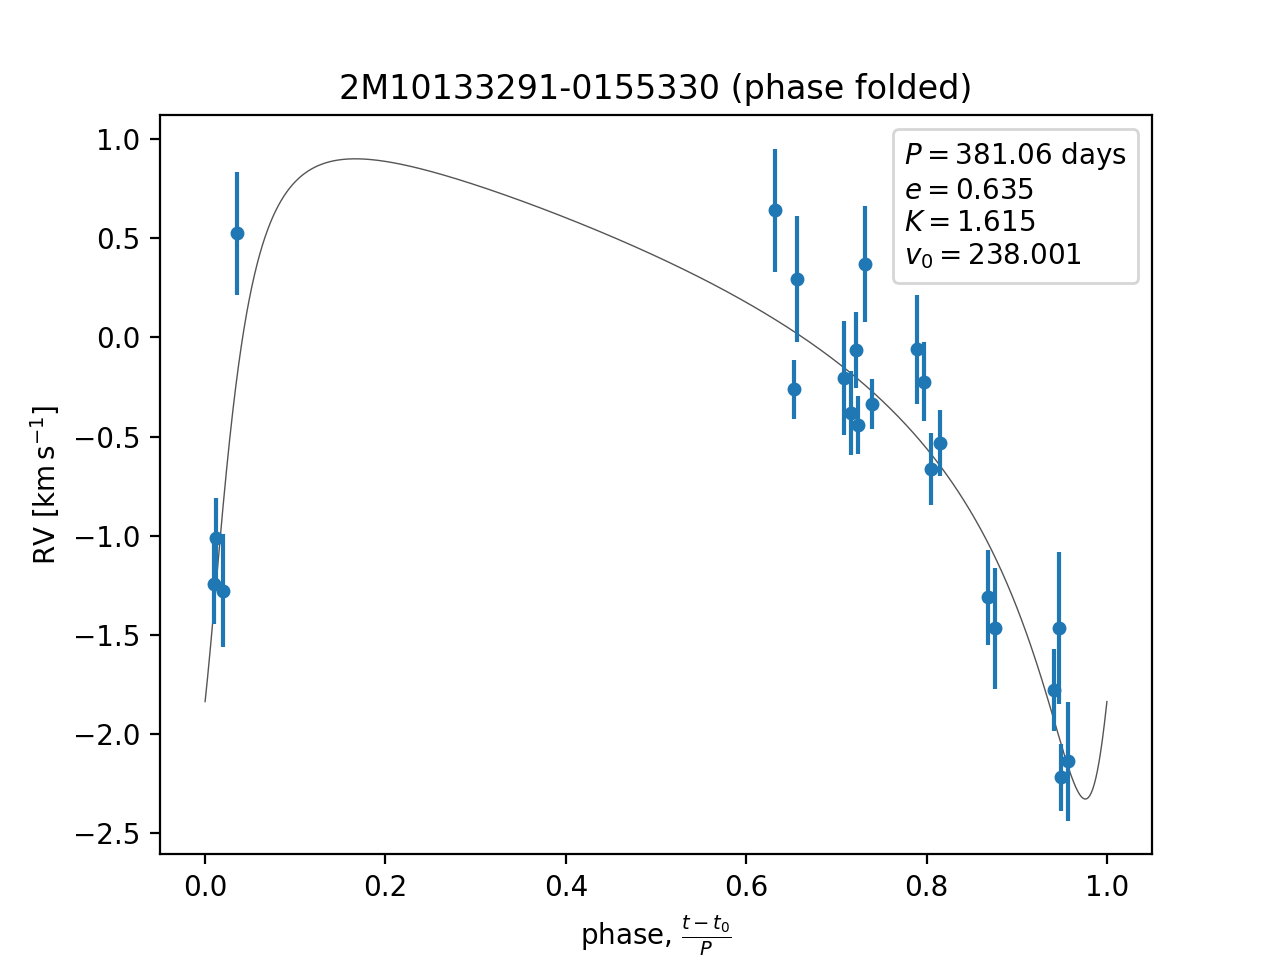 2M10133291-0155330 (phase folded)
P = 381.06 days
e = 0.635
K = 1.615
v₀ = 238.001
1.0
0.5
0.0
−0.5
−1.0
−1.5
−2.0
−2.5
RV [km s⁻¹]
0.0 0.2 0.4 0.6 0.8 1.0
phase, (t − t₀)/P